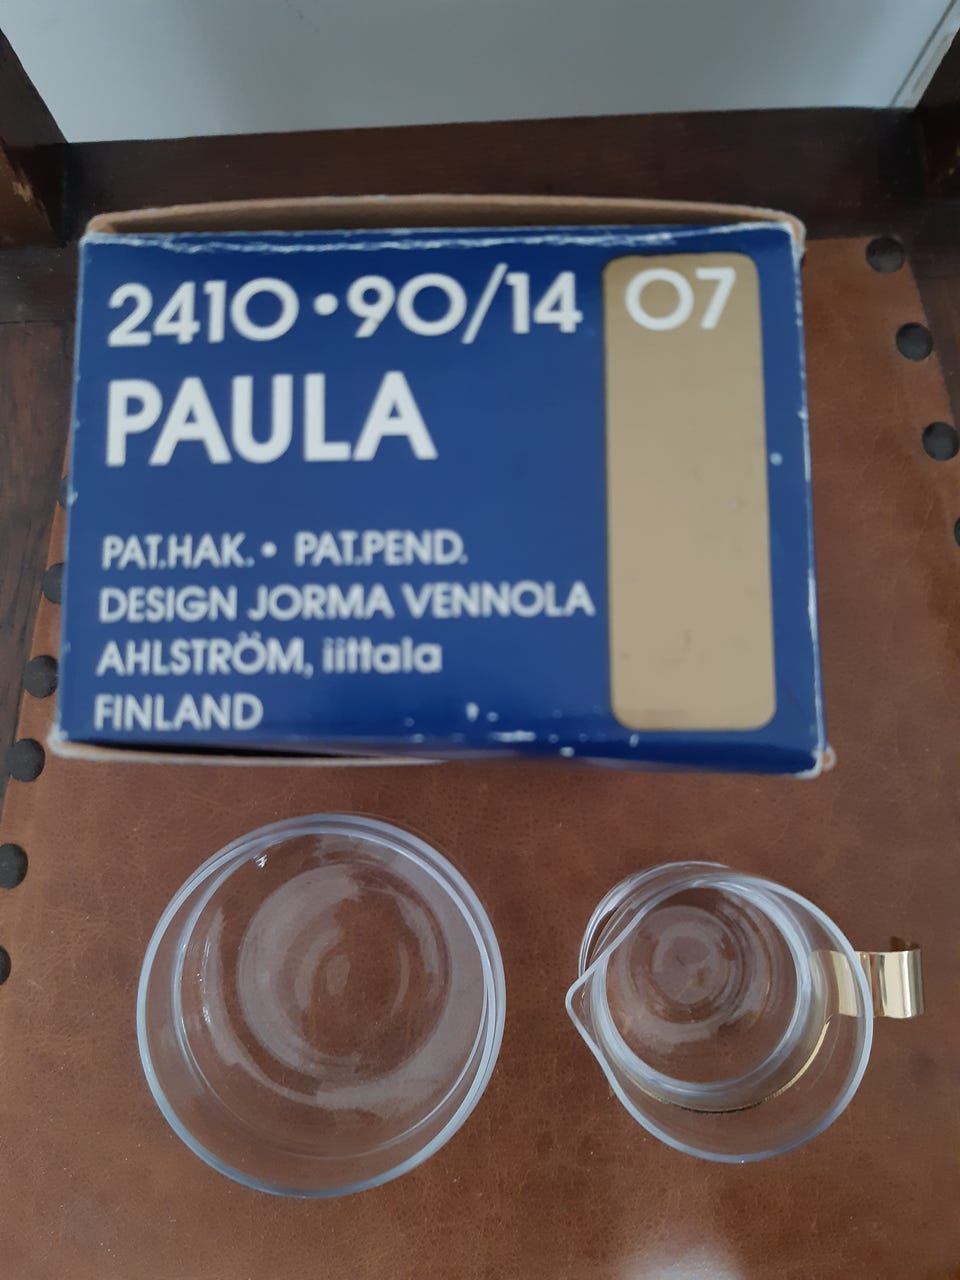 2410•90/14 07
PAULA
PAT.HAK.• PAT.PEND.
DESIGN JORMA VENNOLA
AHLSTRÖM, iittala
FINLAND